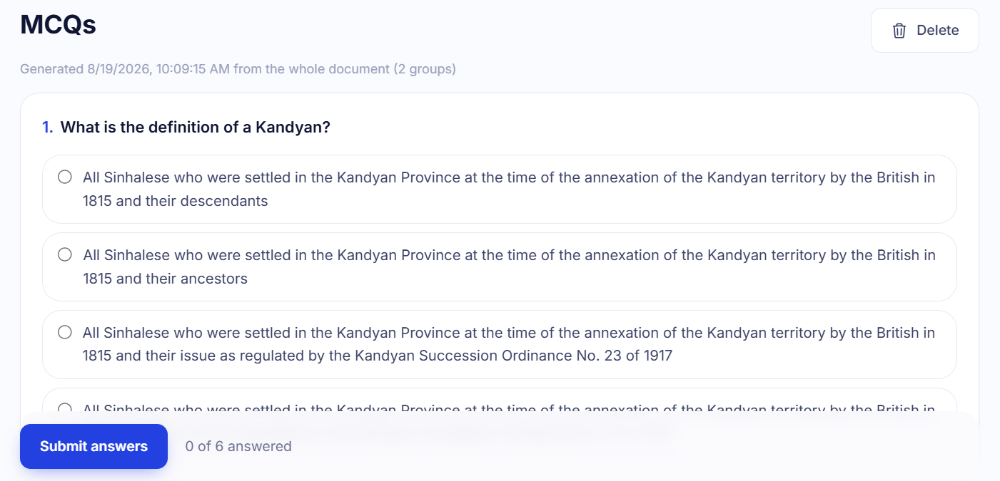 MCQs
Delete
Generated 8/19/2026, 10:09:15 AM from the whole document (2 groups)
1. What is the definition of a Kandyan?
All Sinhalese who were settled in the Kandyan Province at the time of the annexation of the Kandyan territory by the British in
1815 and their descendants
All Sinhalese who were settled in the Kandyan Province at the time of the annexation of the Kandyan territory by the British in
1815 and their ancestors
All Sinhalese who were settled in the Kandyan Province at the time of the annexation of the Kandyan territory by the British in
1815 and their issue as regulated by the Kandyan Succession Ordinance No. 23 of 1917
All Sinhalese who were settled in the Kandyan Province at the time of the annexation of the Kandyan territory by the British in
Submit answers
0 of 6 answered